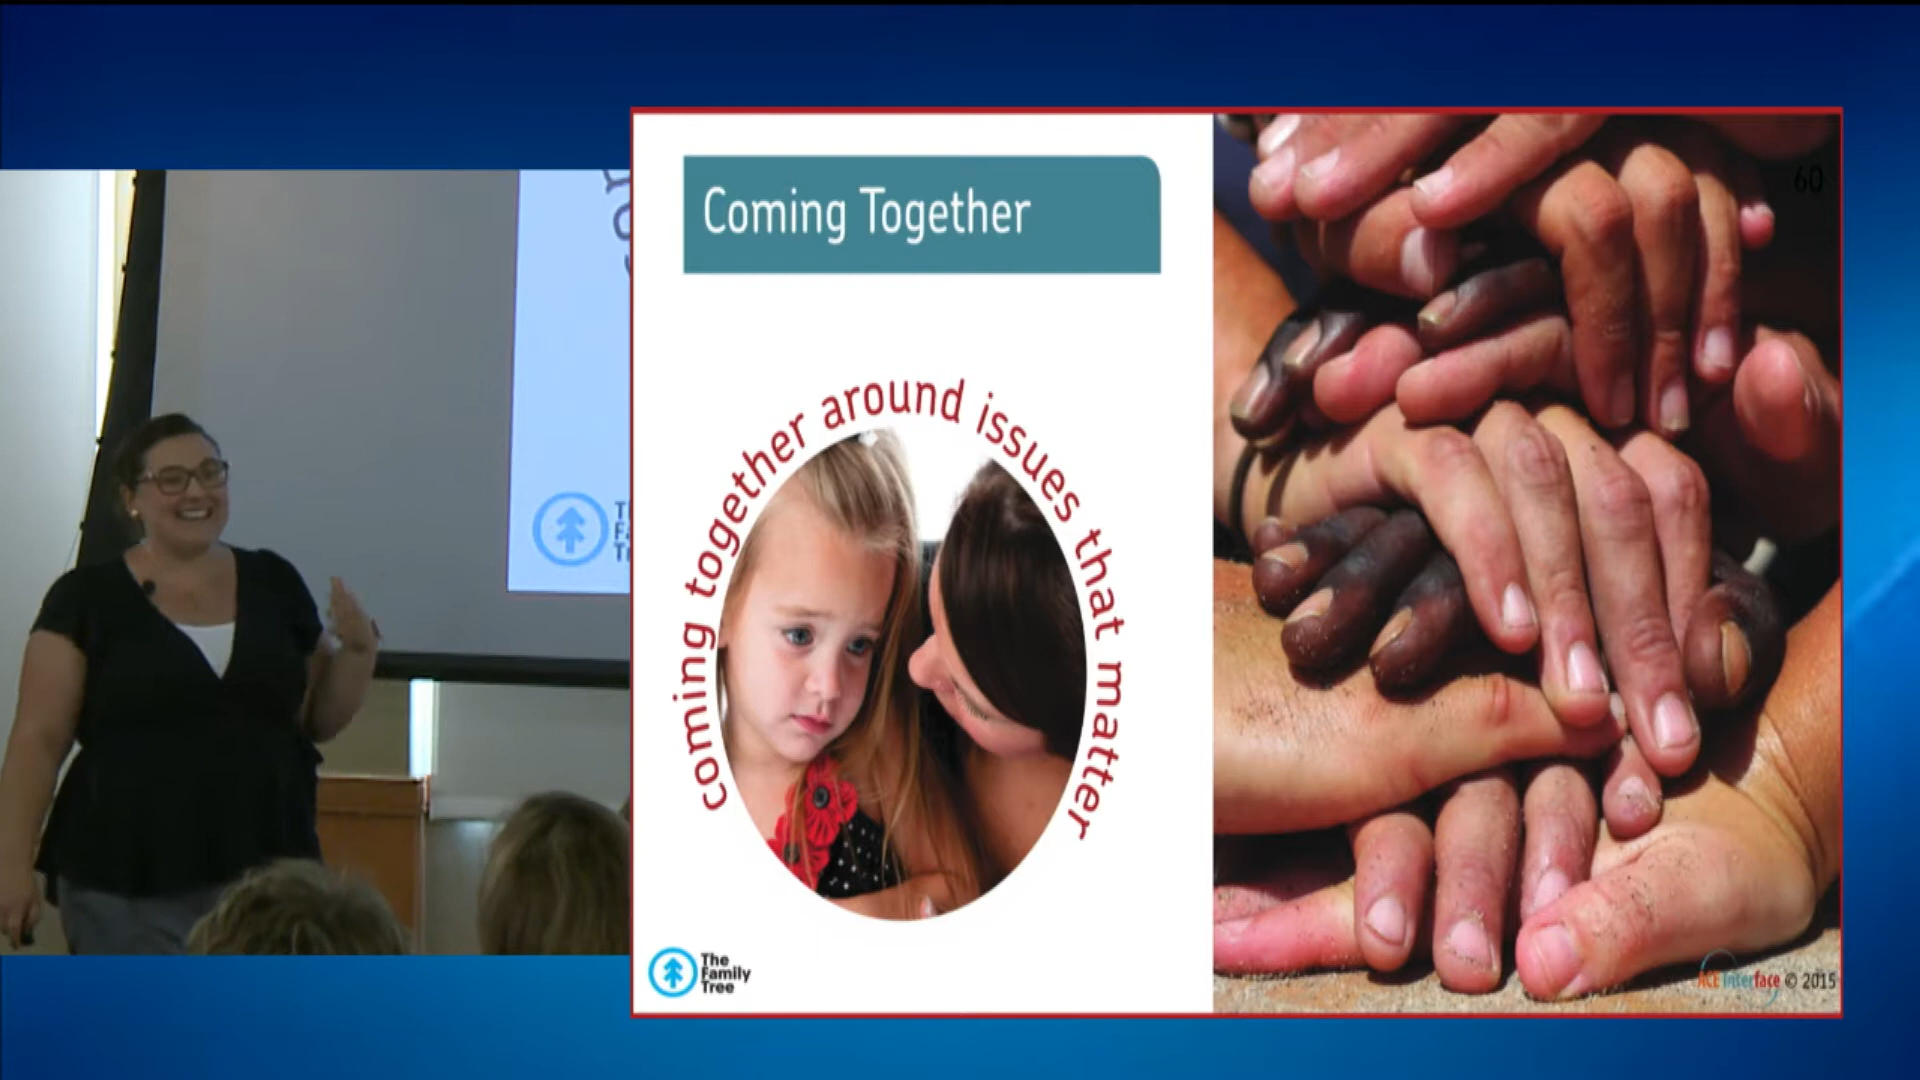 Coming Together
60
coming together around issues that matter
The
Family
Tree
ACE Interface © 2015